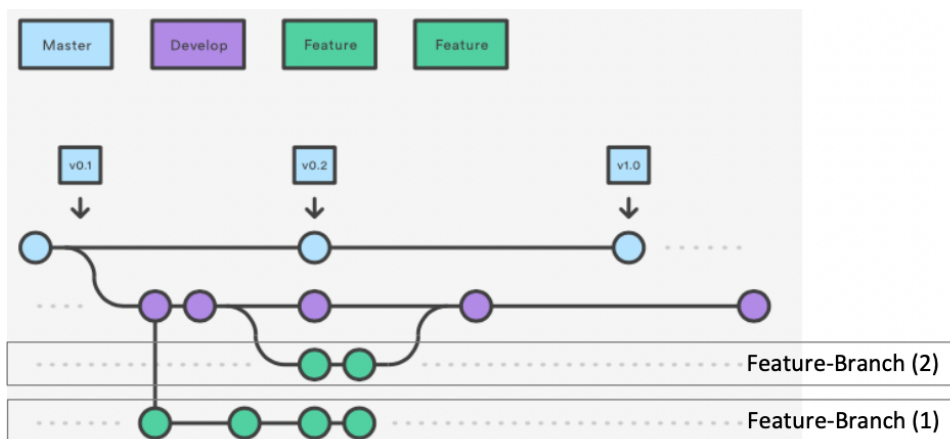 Master
Develop
Feature
Feature
v0.1
v0.2
v1.0
Feature-Branch (2)
Feature-Branch (1)